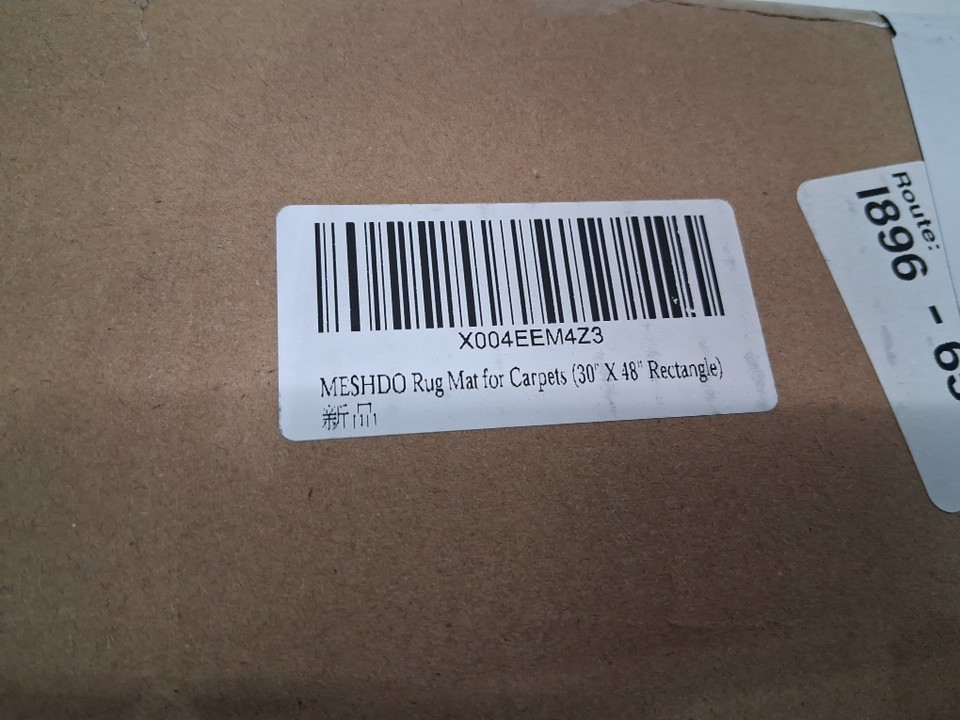 X004EEM4Z3
MESHDO Rug Mat for Carpets (30" X 48" Rectangle)
新品
Route:
1896 -